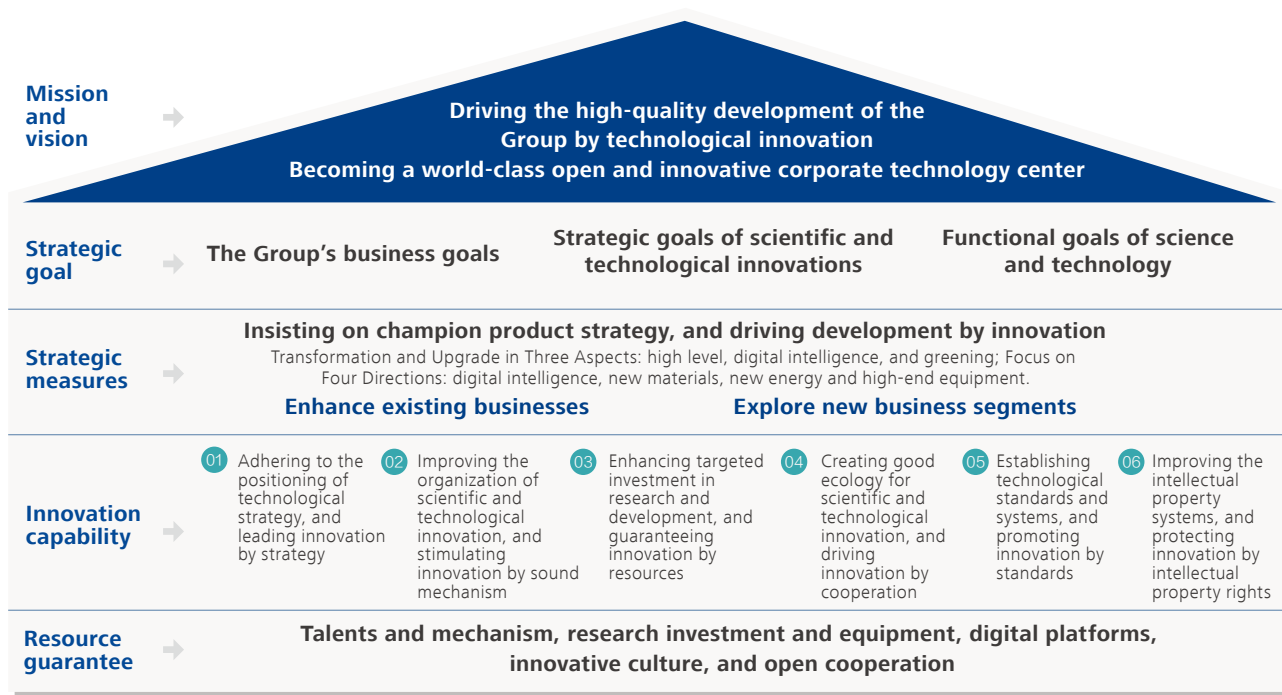 Mission
and
vision
Driving the high-quality development of the
Group by technological innovation
Becoming a world-class open and innovative corporate technology center
Strategic
goal
The Group's business goals
Strategic goals of scientific and
technological innovations
Functional goals of science
and technology
Strategic
measures
Insisting on champion product strategy, and driving development by innovation
Transformation and Upgrade in Three Aspects: high level, digital intelligence, and greening; Focus on
Four Directions: digital intelligence, new materials, new energy and high-end equipment.
Enhance existing businesses
Explore new business segments
Innovation
capability
01
Adhering to the
positioning of
technological
strategy, and
leading innovation
by strategy
02
Improving the
organization of
scientific and
technological
innovation, and
stimulating
innovation by sound
mechanism
03
Enhancing targeted
investment in
research and
development, and
guaranteeing
innovation by
resources
04
Creating good
ecology for
scientific and
technological
innovation, and
driving
innovation by
cooperation
05
Establishing
technological
standards and
systems, and
promoting
innovation by
standards
06
Improving the
intellectual
property
systems, and
protecting
innovation by
intellectual
property rights
Resource
guarantee
Talents and mechanism, research investment and equipment, digital platforms,
innovative culture, and open cooperation